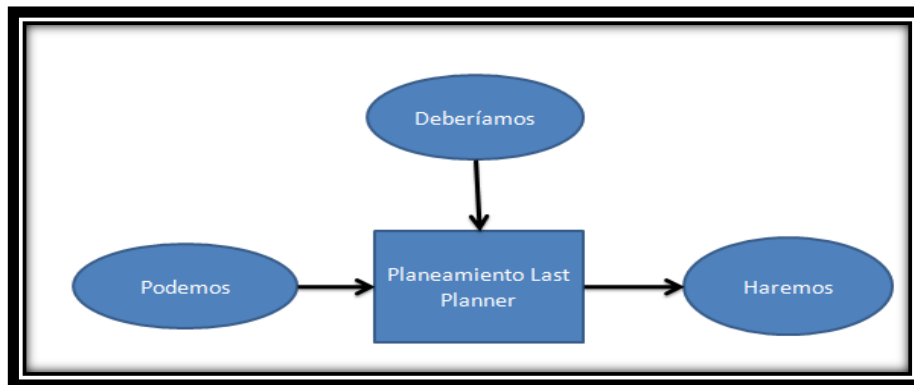 Deberíamos
Podemos
Planeamiento Last
Planner
Haremos